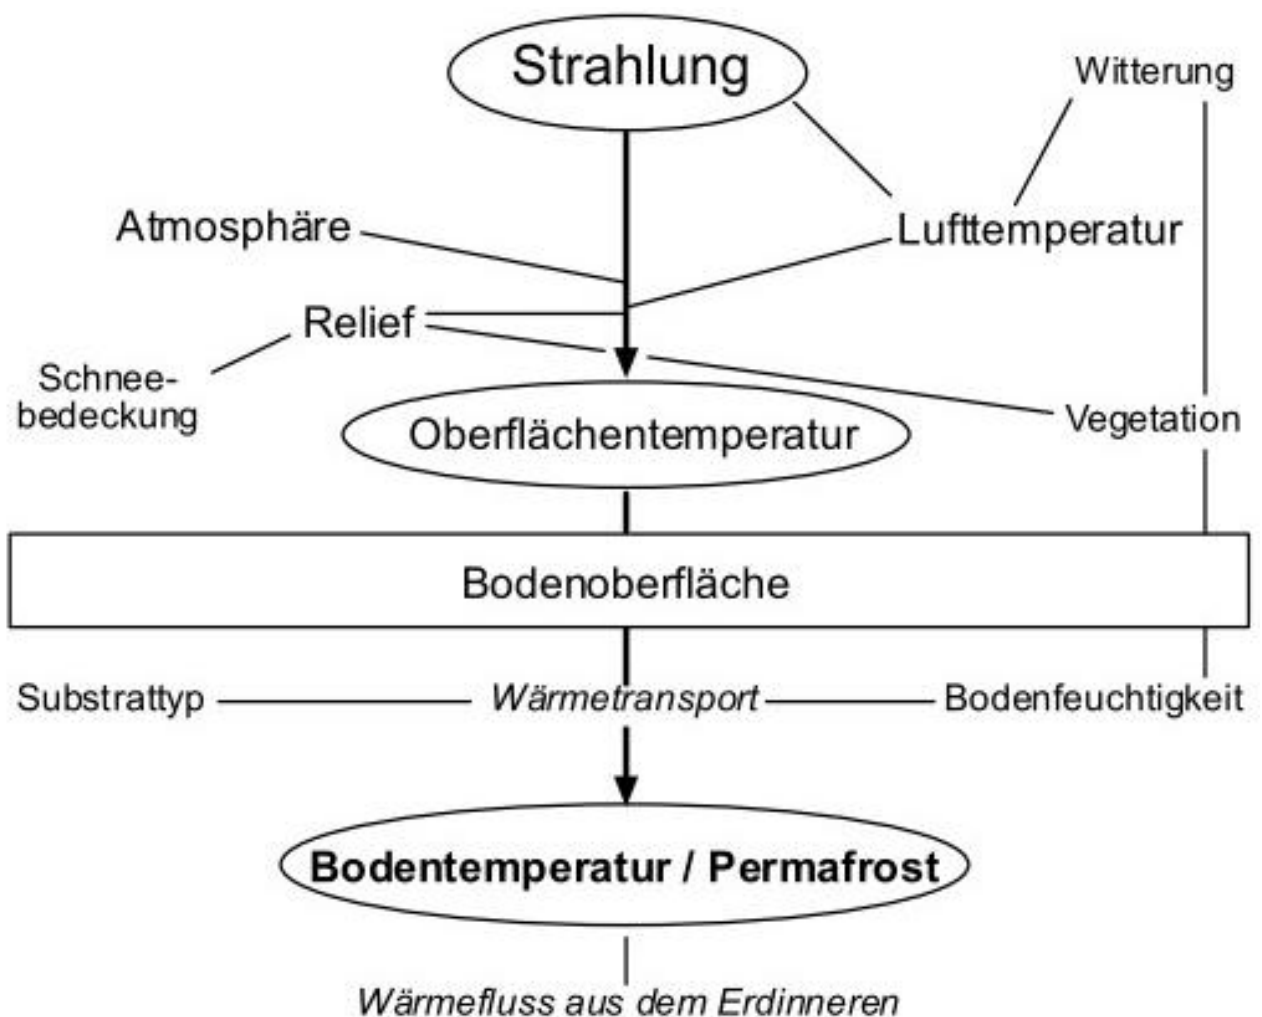 Strahlung
Witterung
Atmosphäre
Lufttemperatur
Relief
Schnee-
bedeckung
Oberflächentemperatur
Vegetation
Bodenoberfläche
Substrattyp
Wärmetransport
Bodenfeuchtigkeit
Bodentemperatur / Permafrost
Wärmefluss aus dem Erdinneren